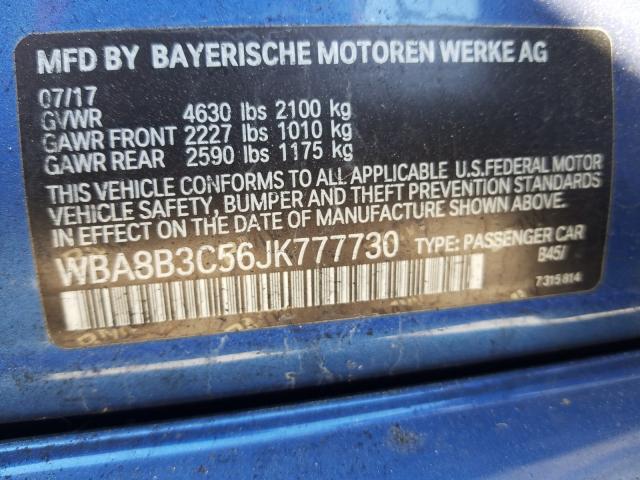 MFD BY BAYERISCHE MOTOREN WERKE AG
07/17
GVWR 4630 lbs 2100 kg
GAWR FRONT 2227 lbs 1010 kg
GAWR REAR 2590 lbs 1175 kg
THIS VEHICLE CONFORMS TO ALL APPLICABLE U.S.FEDERAL MOTOR
VEHICLE SAFETY, BUMPER AND THEFT PREVENTION STANDARDS
IN EFFECT ON THE DATE OF MANUFACTURE SHOWN ABOVE.
WBA8B3C56JK777730 TYPE: PASSENGER CAR
B45/
7315814